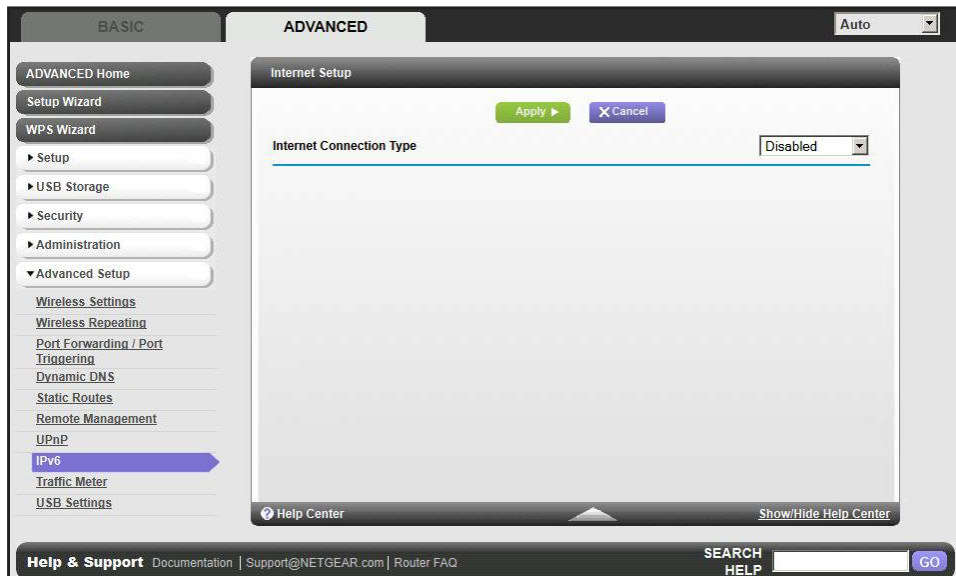 BASIC
ADVANCED
Auto
ADVANCED Home
Setup Wizard
WPS Wizard
Setup
USB Storage
Security
Administration
Advanced Setup
Wireless Settings
Wireless Repeating
Port Forwarding / Port
Triggering
Dynamic DNS
Static Routes
Remote Management
UPnP
IPv6
Traffic Meter
USB Settings
Internet Setup
Apply
X Cancel
Internet Connection Type
Disabled
? Help Center
Show/Hide Help Center
Help & Support Documentation | Support@NETGEAR.com | Router FAQ
SEARCH
HELP
GO